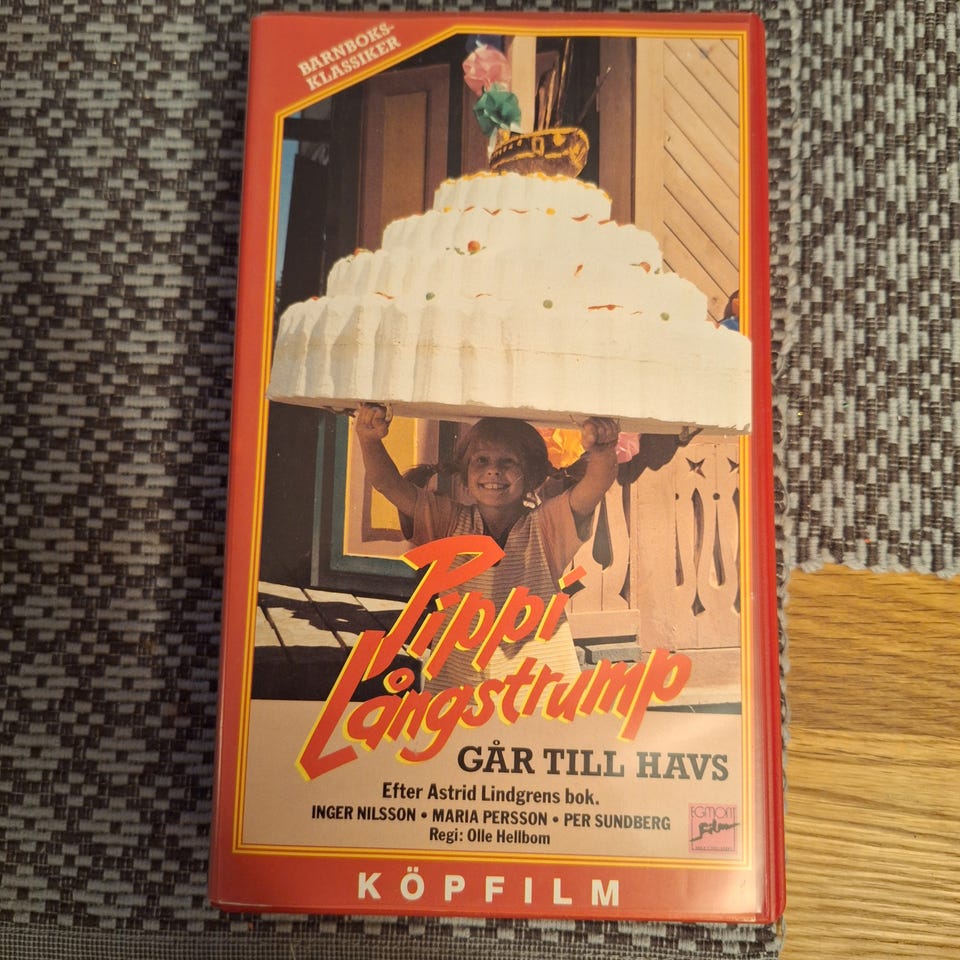 BARNBOKS-
KLASSIKER
Pippi
Långstrump
GÅR TILL HAVS
Efter Astrid Lindgrens bok.
INGER NILSSON • MARIA PERSSON • PER SUNDBERG
Regi: Olle Hellbom
EGMONT
Film
KÖPFILM